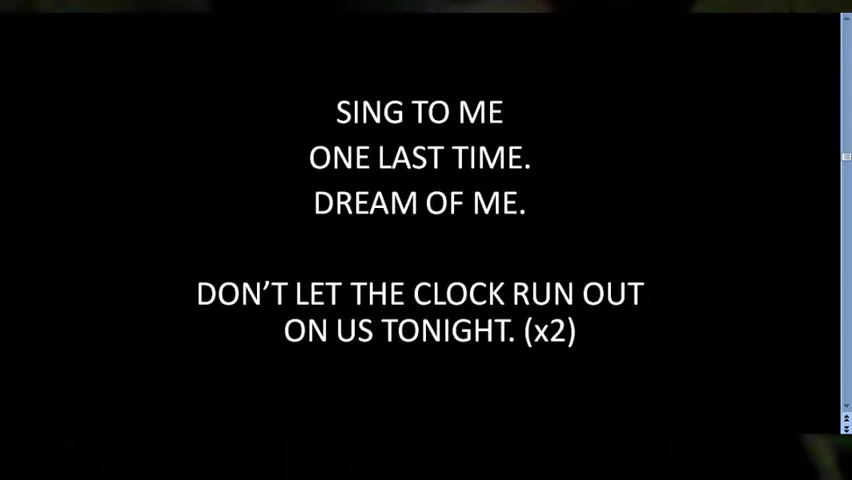 SING TO ME
ONE LAST TIME.
DREAM OF ME.
DON’T LET THE CLOCK RUN OUT
ON US TONIGHT. (x2)